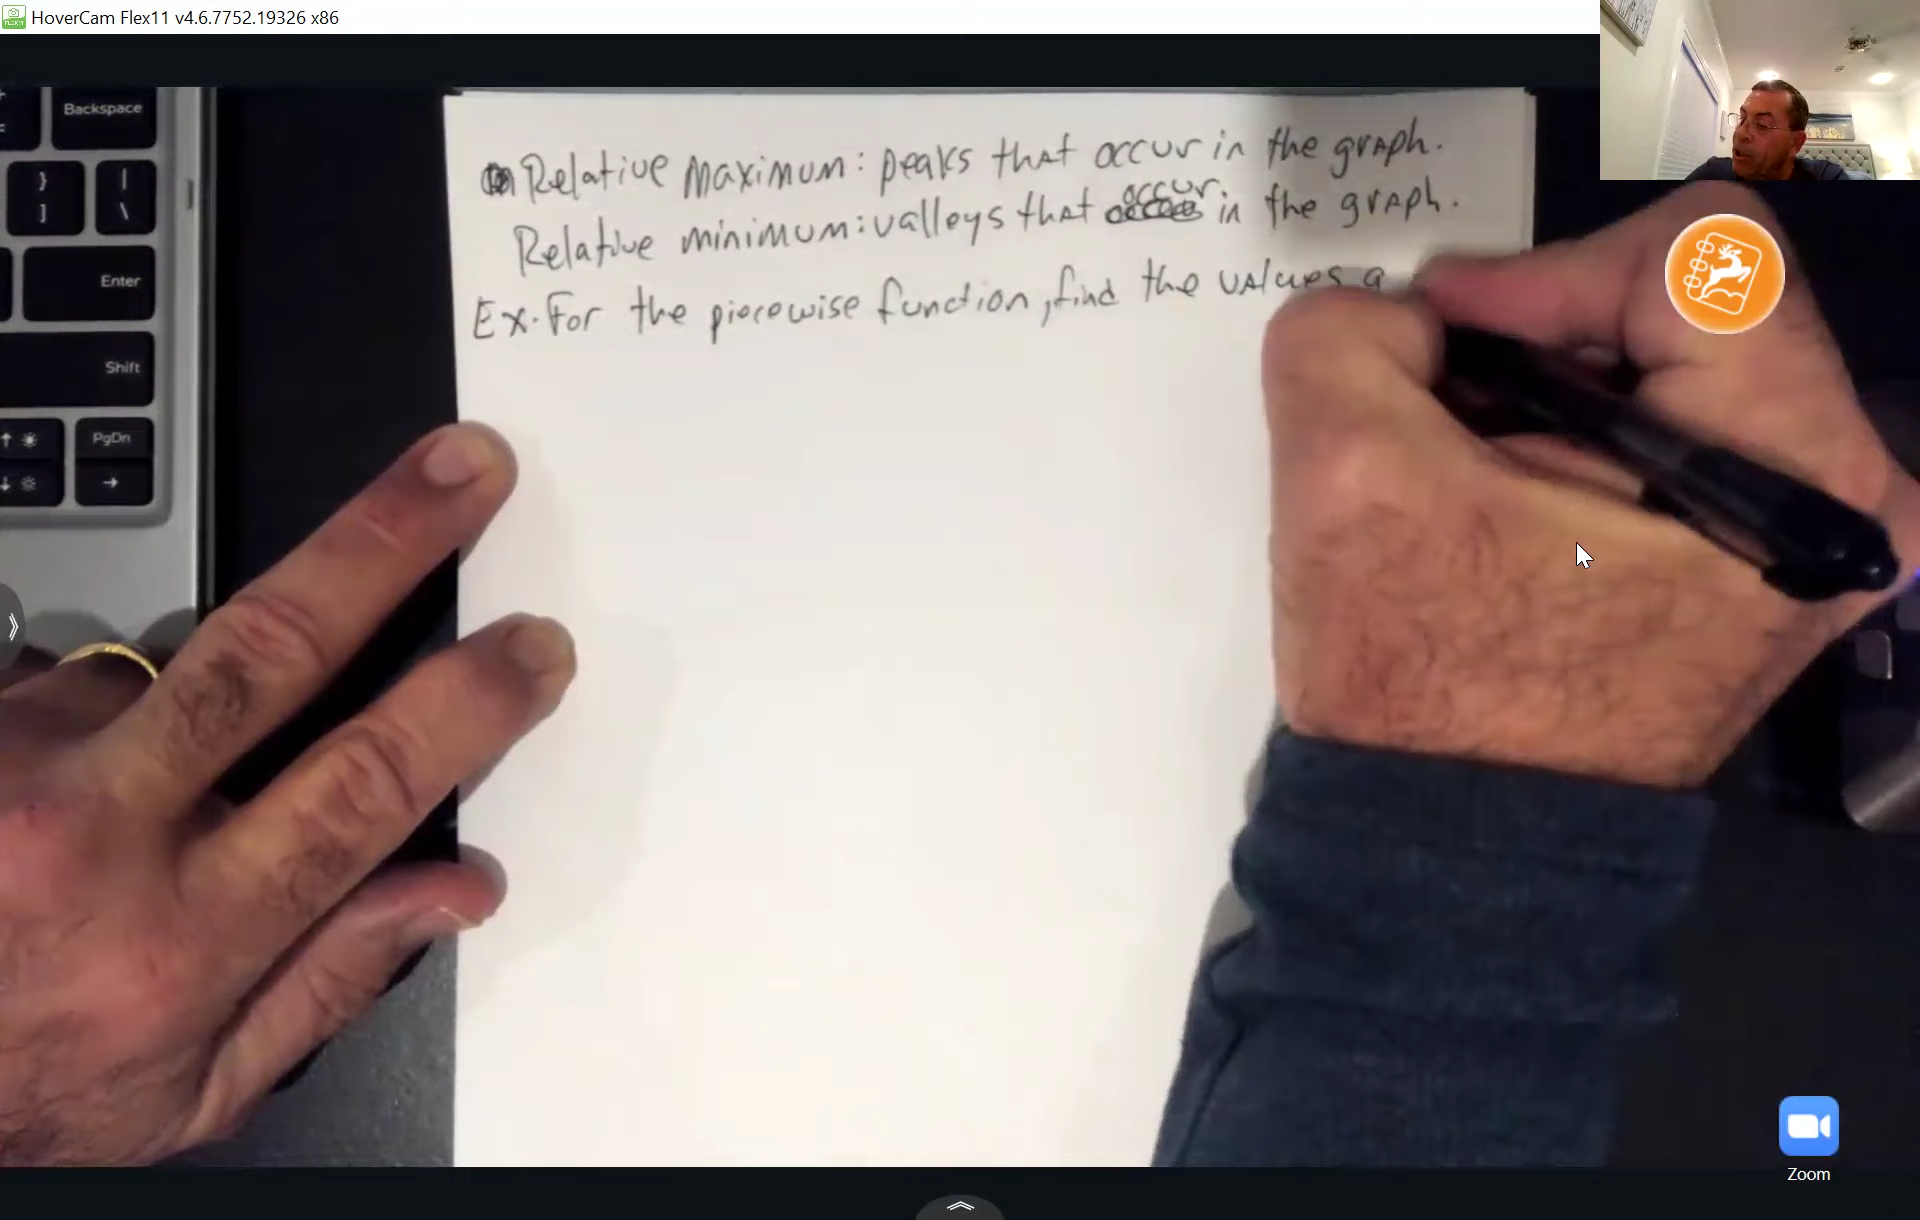 HoverCam Flex11 v4.6.7752.19326 x86
Backspace
}
]
|
\
Enter
Shift
PgDn
Relative Maximum: peaks that occur in the graph.
Relative minimum: valleys that occur in the graph.
Ex. For the piecewise function, find the values a
Zoom